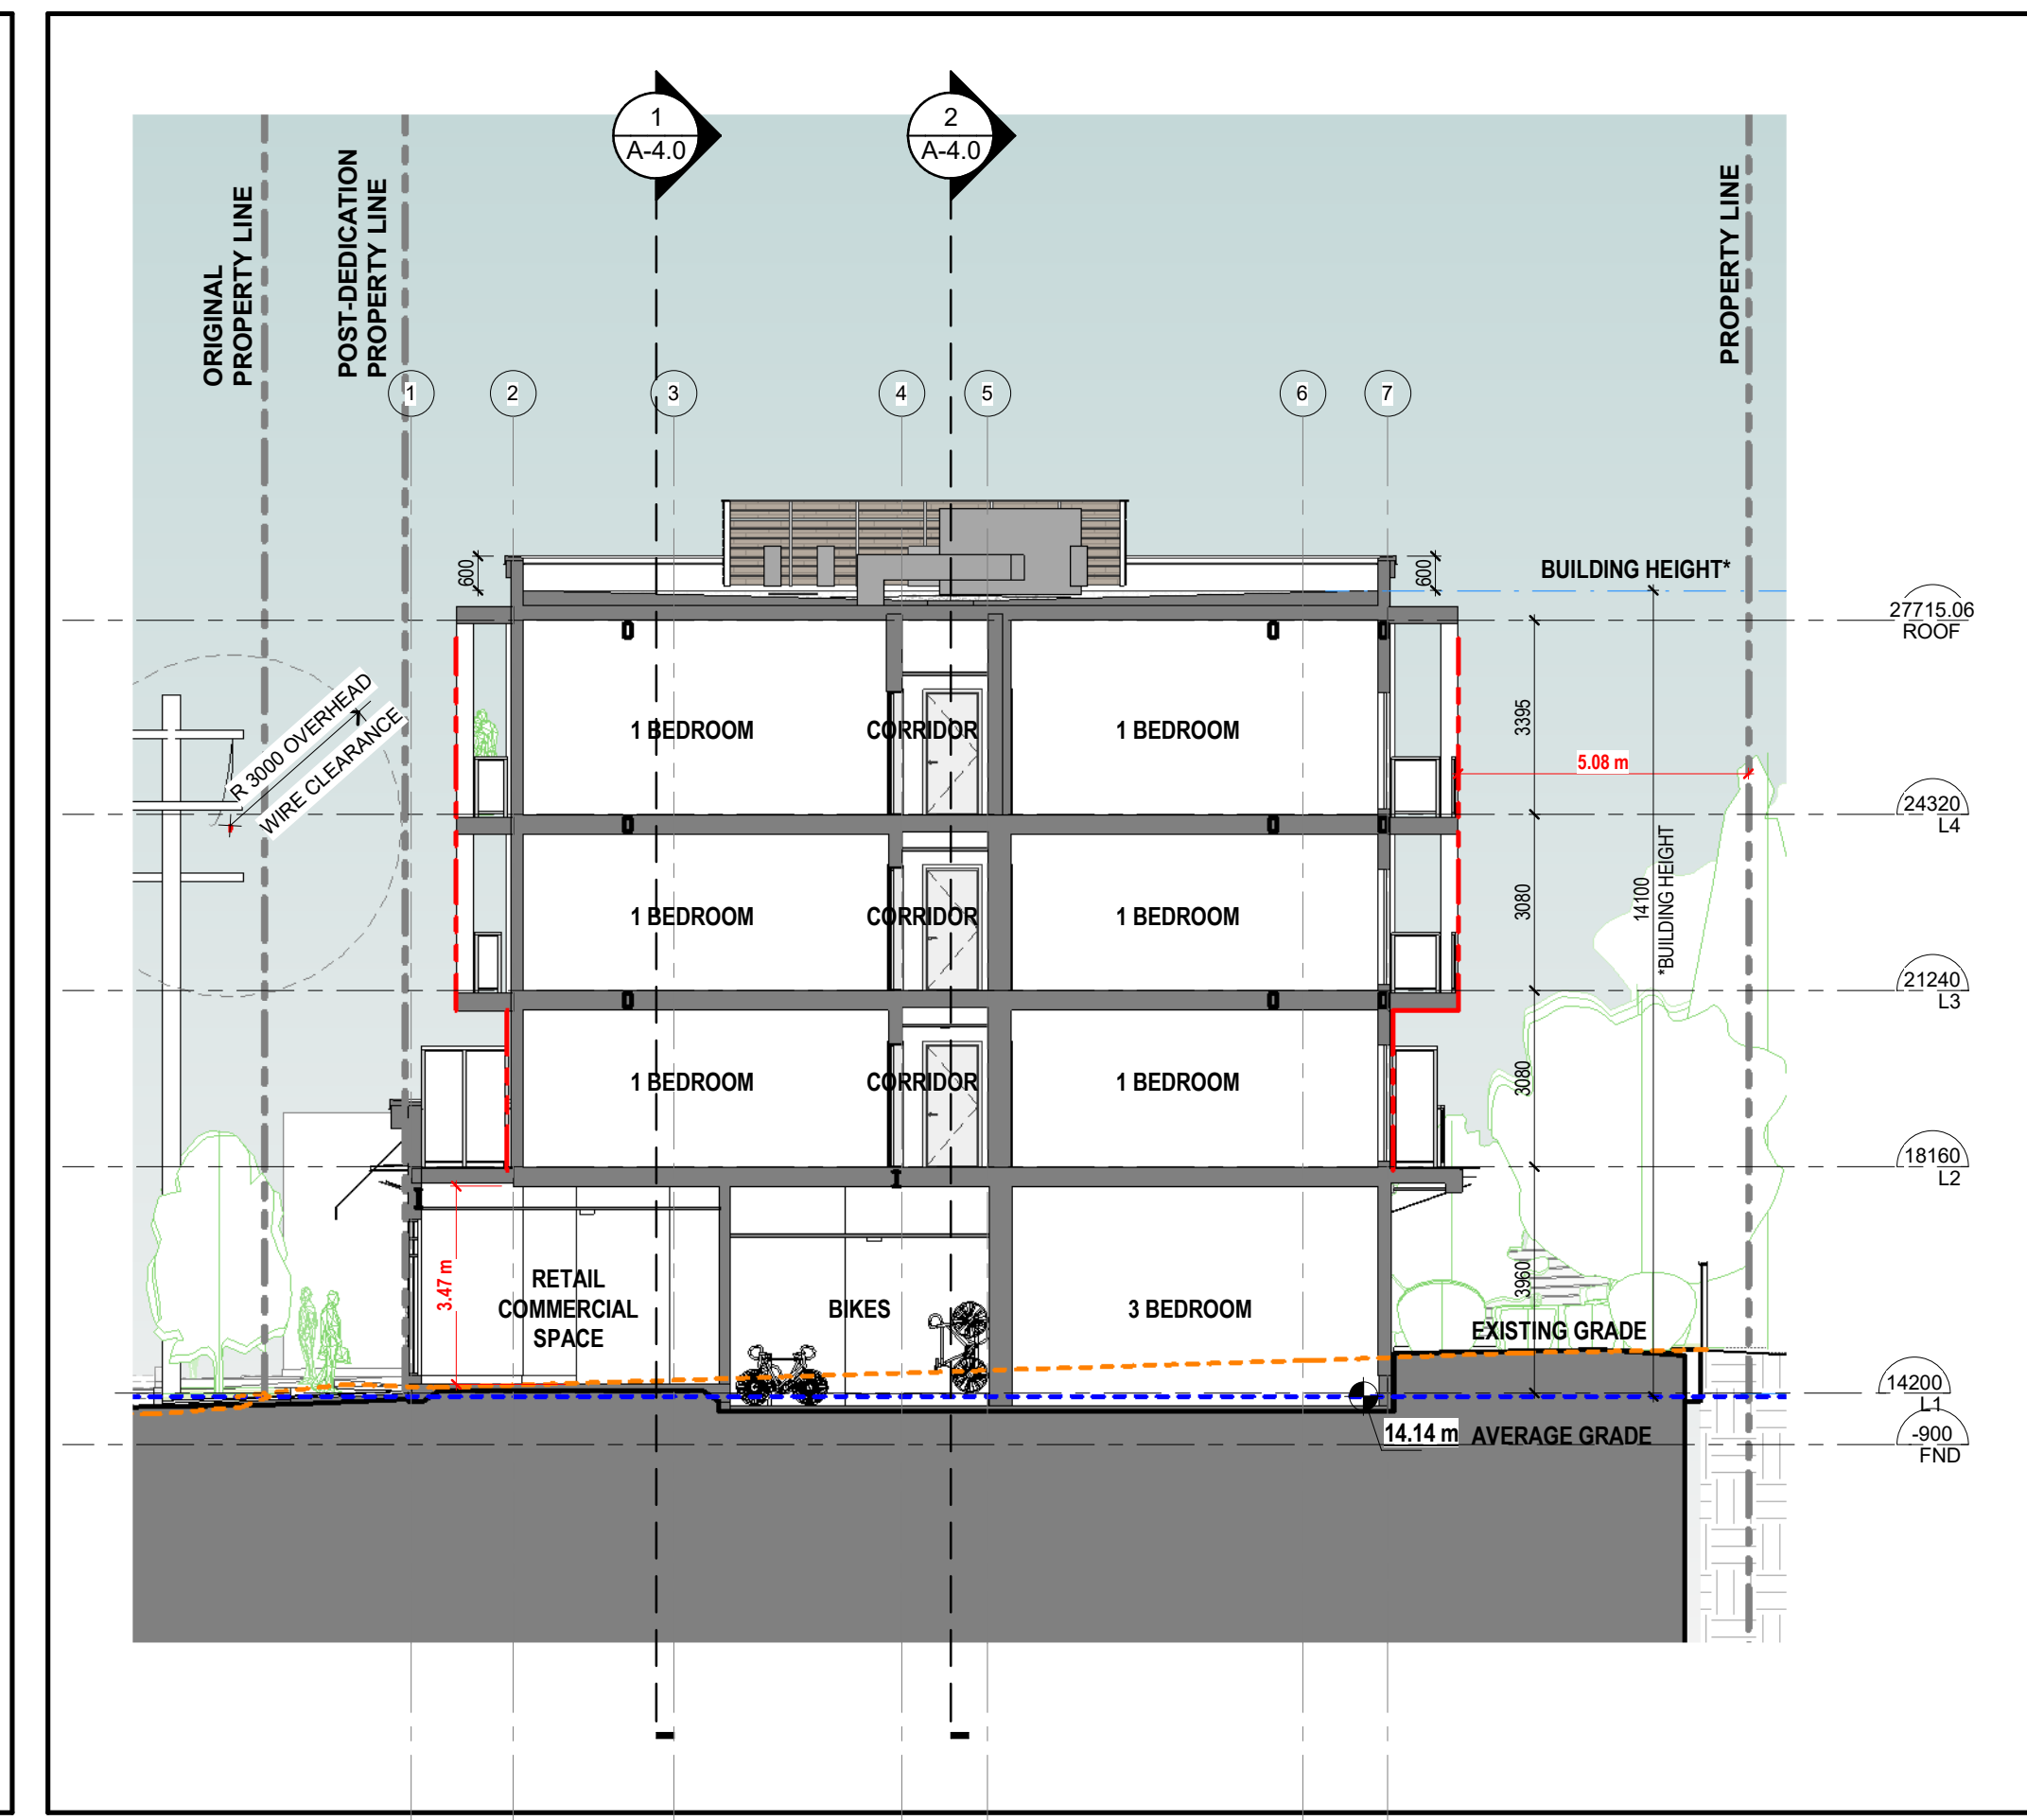 1
A-4.0
2
A-4.0
ORIGINAL
PROPERTY LINE
POST-DEDICATION
PROPERTY LINE
PROPERTY LINE
1
2
3
4
5
6
7
600
600
BUILDING HEIGHT*
27715.06
ROOF
R 3000 OVERHEAD
WIRE CLEARANCE
1 BEDROOM
CORRIDOR
1 BEDROOM
3395
5.08 m
24320
L4
1 BEDROOM
CORRIDOR
1 BEDROOM
3080
14100
*BUILDING HEIGHT
21240
L3
1 BEDROOM
CORRIDOR
1 BEDROOM
3080
18160
L2
3.47 m
RETAIL
COMMERCIAL
SPACE
BIKES
3 BEDROOM
3960
EXISTING GRADE
14200
L1
14.14 m
AVERAGE GRADE
-900
FND